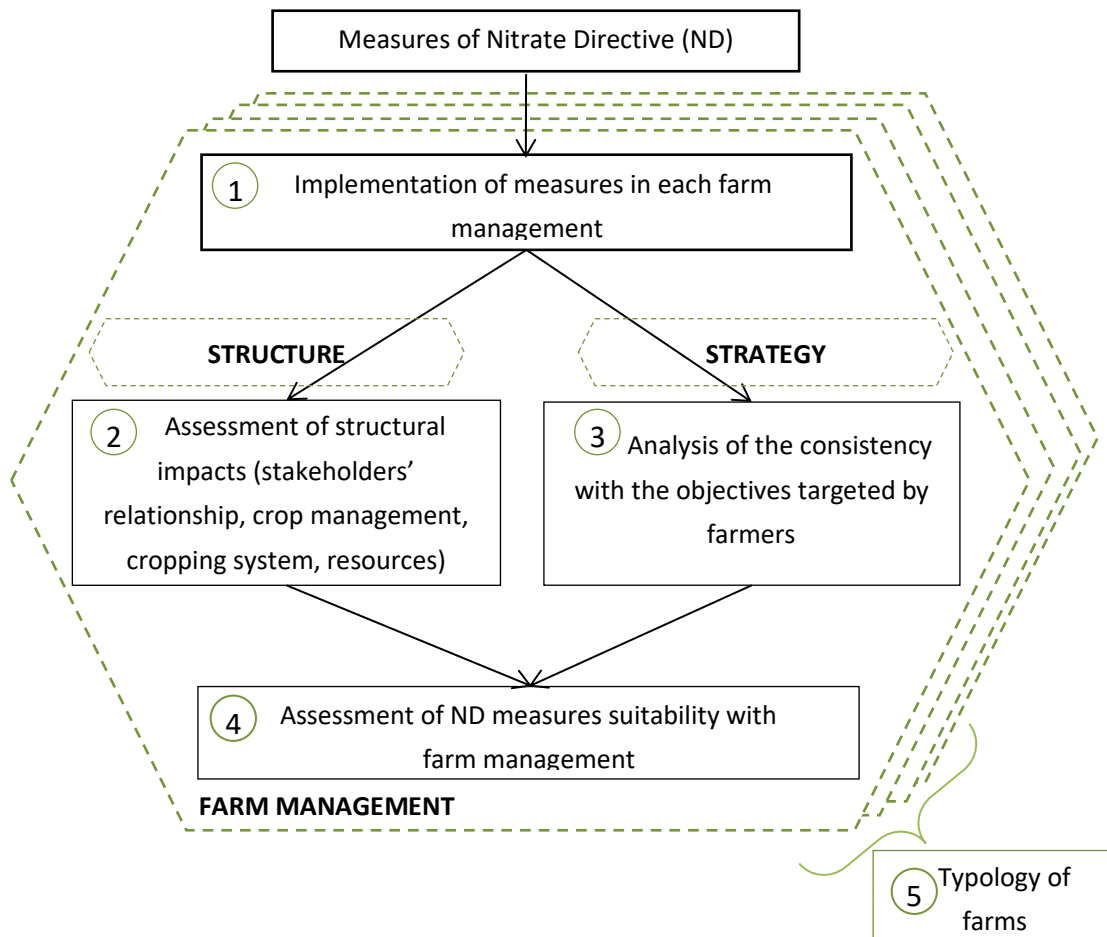 Measures of Nitrate Directive (ND)
1 Implementation of measures in each farm
management
STRUCTURE
STRATEGY
2 Assessment of structural
impacts (stakeholders’
relationship, crop management,
cropping system, resources)
3 Analysis of the consistency
with the objectives targeted by
farmers
4 Assessment of ND measures suitability with
farm management
FARM MANAGEMENT
5 Typology of
farms